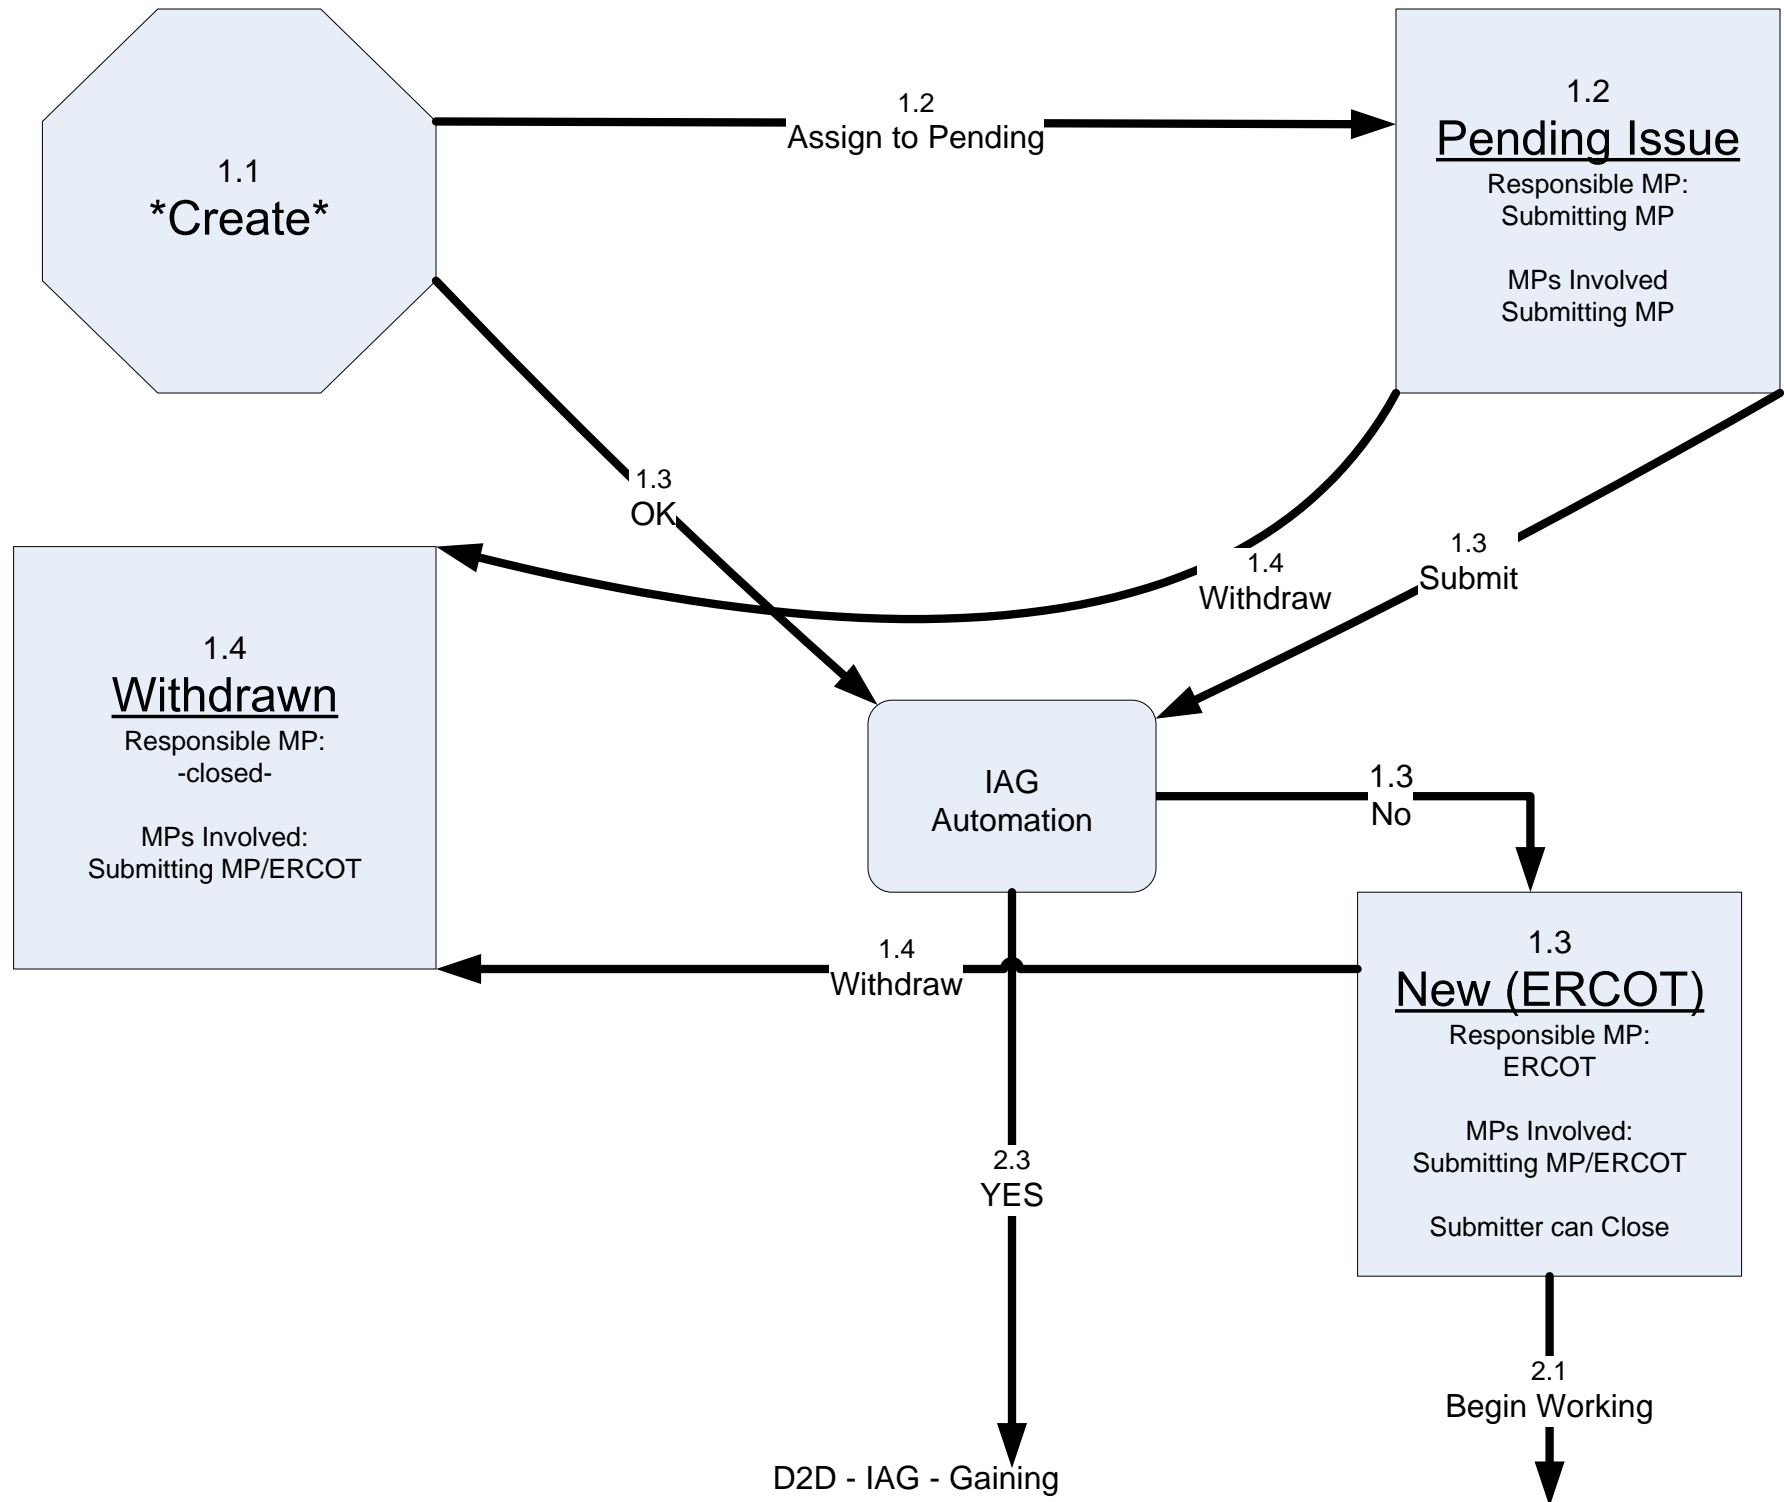 1.1
*Create*
1.2
Assign to Pending
1.2
Pending Issue
Responsible MP:
Submitting MP
MPs Involved
Submitting MP
1.3
OK
1.4
Withdraw
1.3
Submit
1.4
Withdrawn
Responsible MP:
-closed-
MPs Involved:
Submitting MP/ERCOT
IAG
Automation
1.3
No
1.4
Withdraw
1.3
New (ERCOT)
Responsible MP:
ERCOT
MPs Involved:
Submitting MP/ERCOT
Submitter can Close
2.3
YES
2.1
Begin Working
D2D - IAG - Gaining